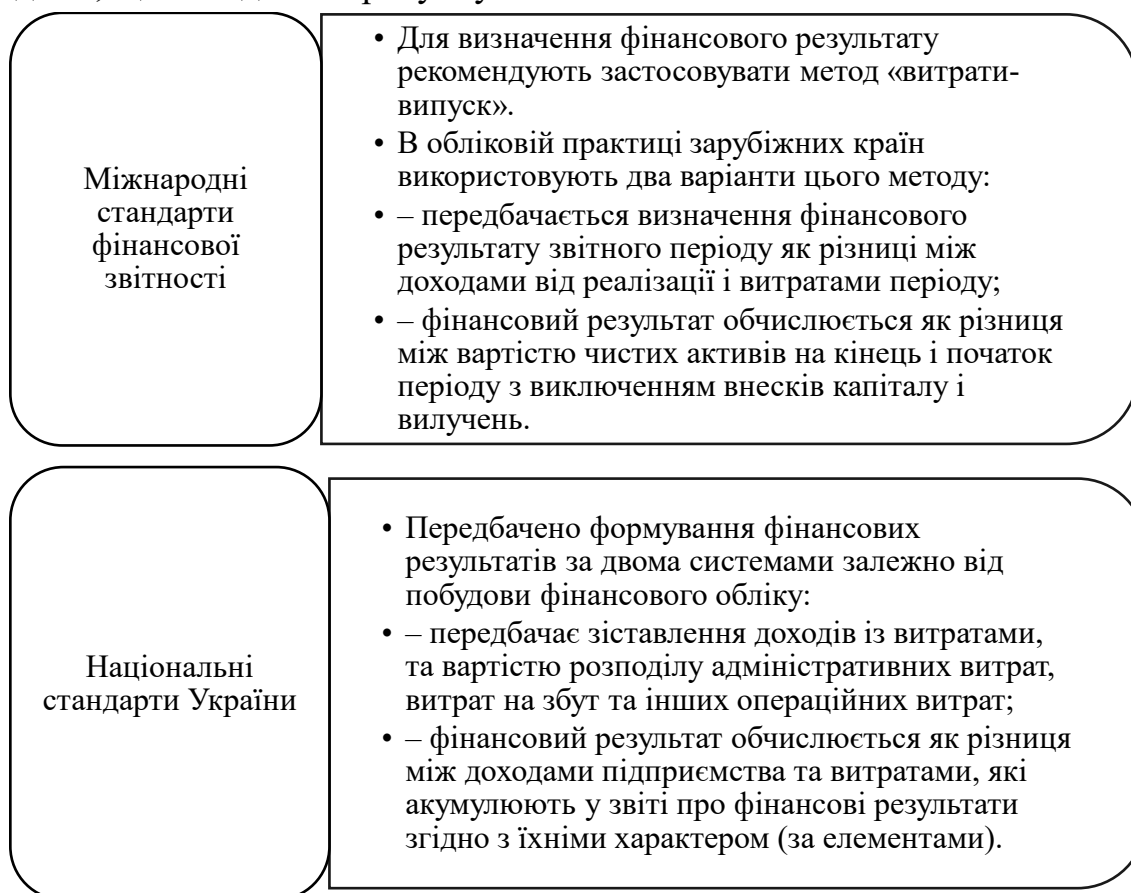 Міжнародні
стандарти
фінансової
звітності
• Для визначення фінансового результату
рекомендують застосовувати метод «витрати-
випуск».
• В обліковій практиці зарубіжних країн
використовують два варіанти цього методу:
• – передбачається визначення фінансового
результату звітного періоду як різниці між
доходами від реалізації і витратами періоду;
• – фінансовий результат обчислюється як різниця
між вартістю чистих активів на кінець і початок
періоду з виключенням внесків капіталу і
вилучень.
Національні
стандарти України
• Передбачено формування фінансових
результатів за двома системами залежно від
побудови фінансового обліку:
• – передбачає зіставлення доходів із витратами,
та вартістю розподілу адміністративних витрат,
витрат на збут та інших операційних витрат;
• – фінансовий результат обчислюється як різниця
між доходами підприємства та витратами, які
акумулюють у звіті про фінансові результати
згідно з їхніми характером (за елементами).